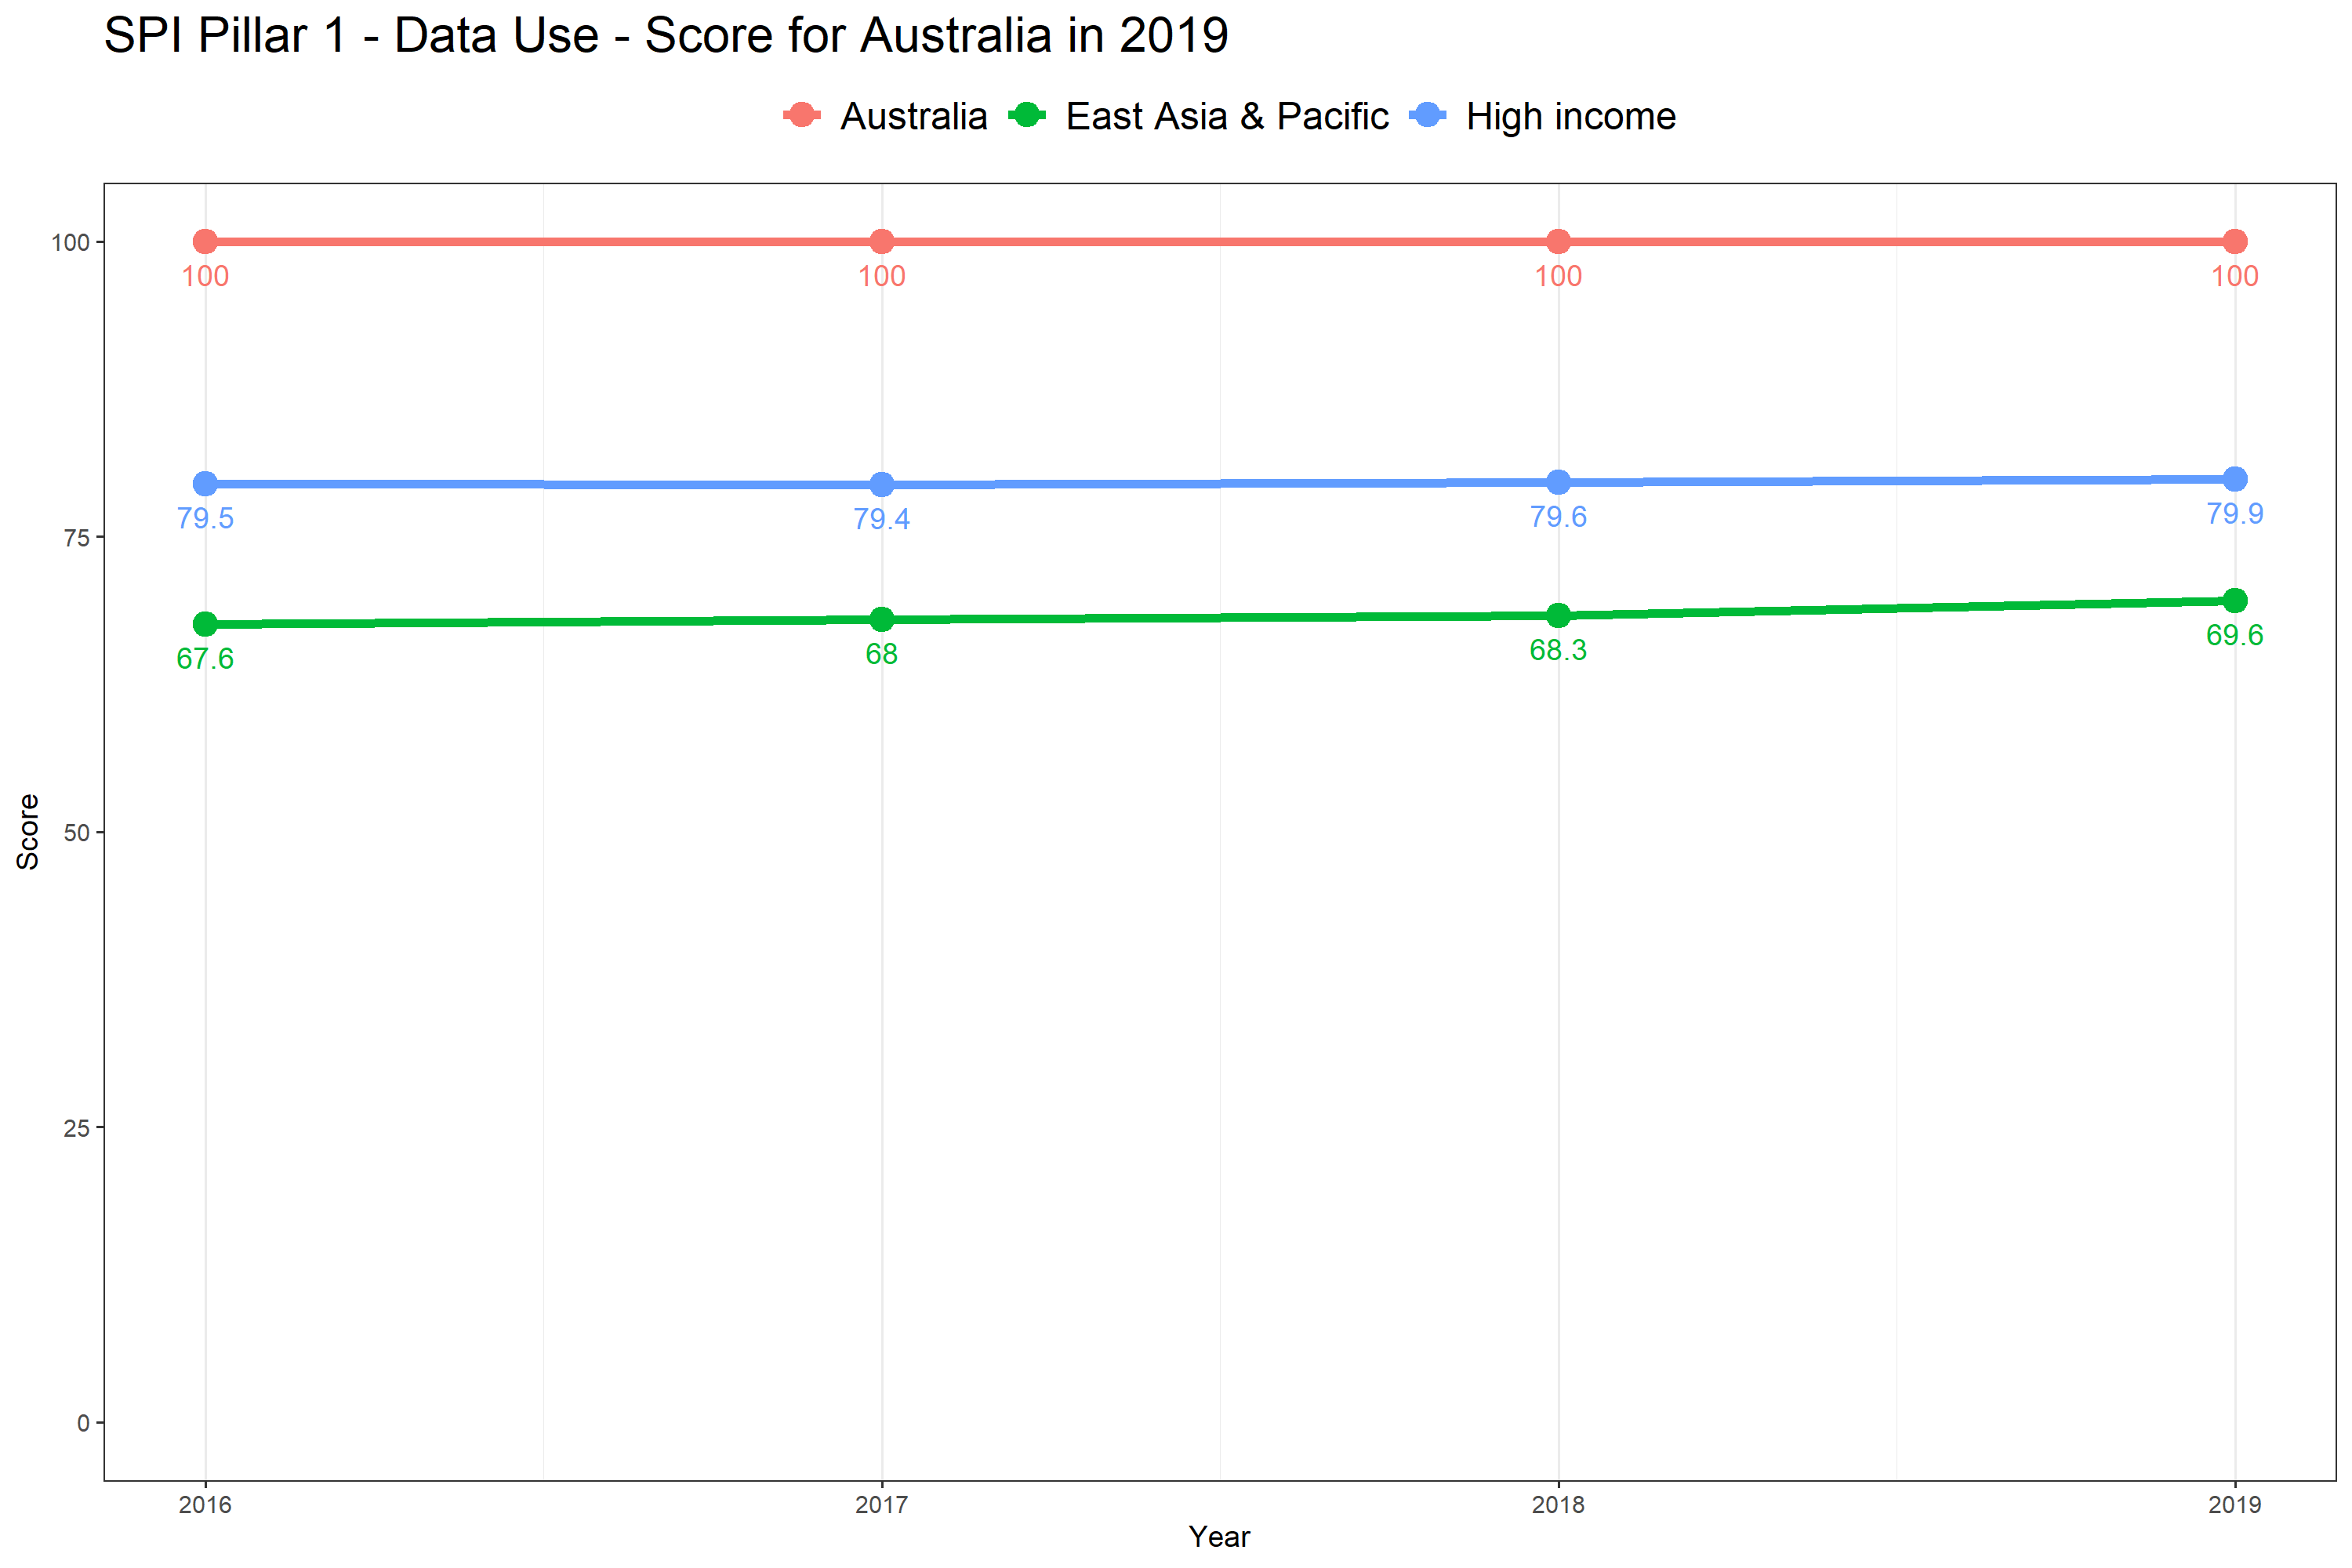 SPI Pillar 1 - Data Use - Score for Australia in 2019
Australia East Asia & Pacific High income
100
100 100 100 100
79.5 79.4 79.6 79.9
75
67.6 68 68.3 69.6
Score
50
25
0
2016 2017 2018 2019
Year